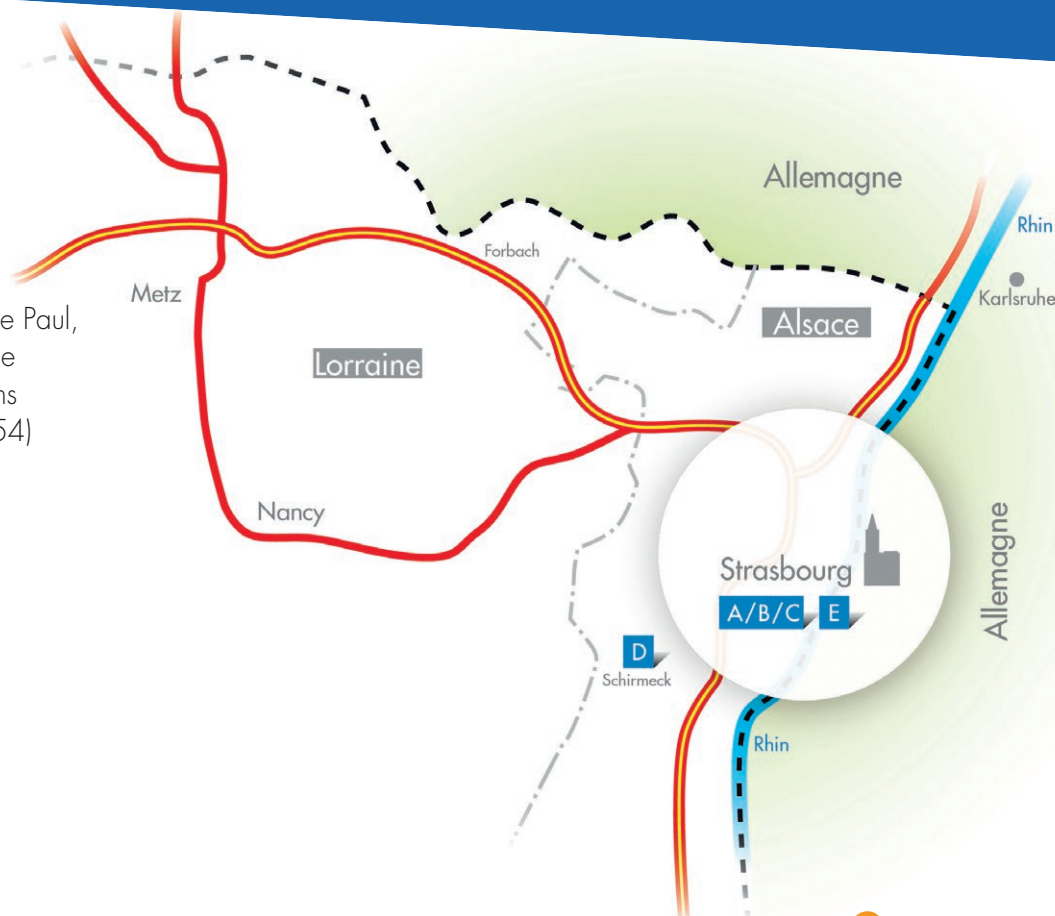 Allemagne
Rhin
Karlsruhe
Forbach
Metz
Alsace
e Paul,
Lorraine
e
ns
54)
Nancy
Allemagne
Strasbourg
A/B/C
E
D
Schirmeck
Rhin